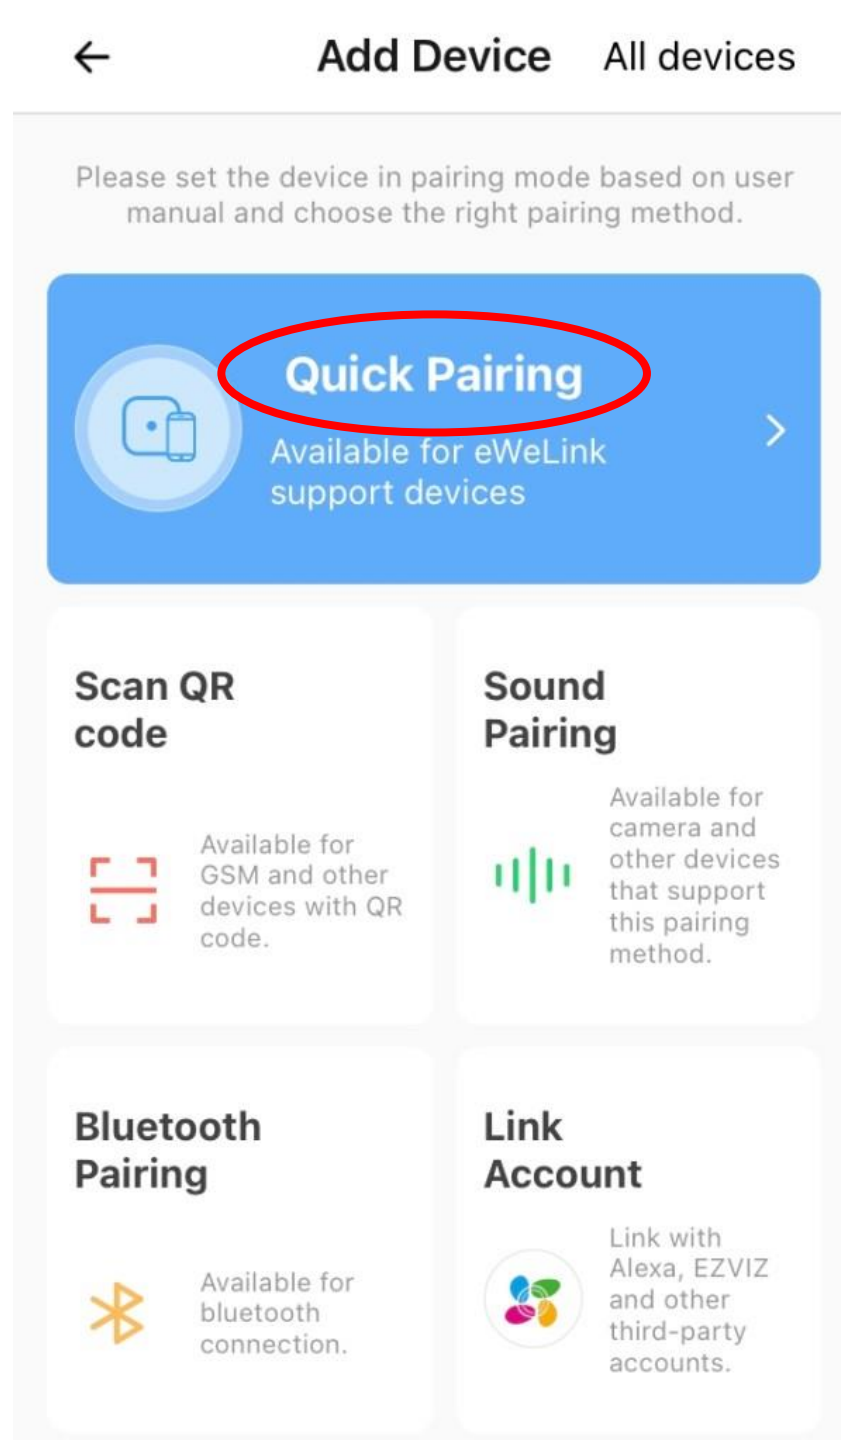 Add Device All devices
Please set the device in pairing mode based on user
manual and choose the right pairing method.
Quick Pairing
Available for eWeLink
support devices
Scan QR
code
Available for
GSM and other
devices with QR
code.
Sound
Pairing
Available for
camera and
other devices
that support
this pairing
method.
Bluetooth
Pairing
Available for
bluetooth
connection.
Link
Account
Link with
Alexa, EZVIZ
and other
third-party
accounts.